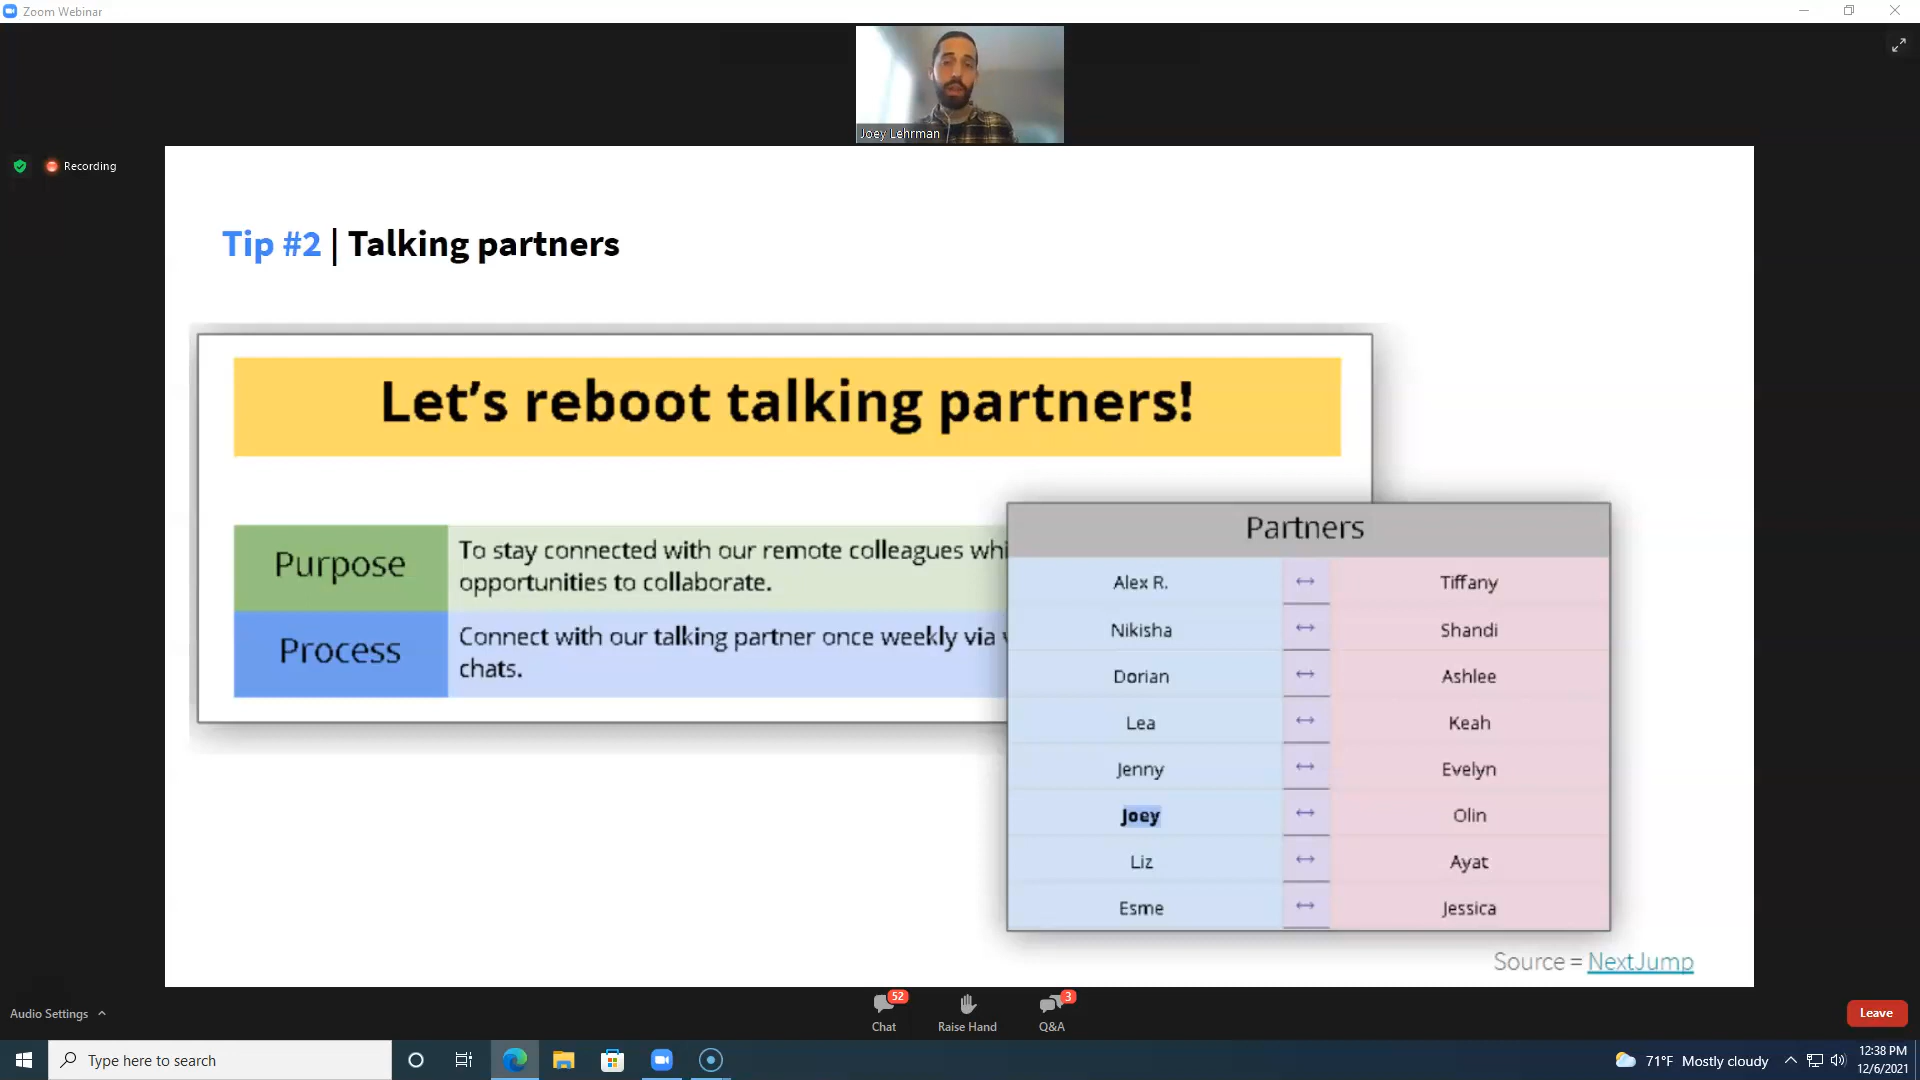 Zoom Webinar
Joey Lehrman
Recording
Tip #2 | Talking partners
Let's reboot talking partners!
Purpose
To stay connected with our remote colleagues
opportunities to collaborate.
Process
Connect with our talking partner once weekly via
chats.
Partners
Alex R. ↔ Tiffany
Nikisha ↔ Shandi
Dorian ↔ Ashlee
Lea ↔ Keah
Jenny ↔ Evelyn
Joey ↔ Olin
Liz ↔ Ayat
Esme ↔ Jessica
Source = NextJump
Audio Settings
52
Chat
Raise Hand
3
Q&A
Leave
Type here to search
71°F Mostly cloudy
12:38 PM
12/6/2021